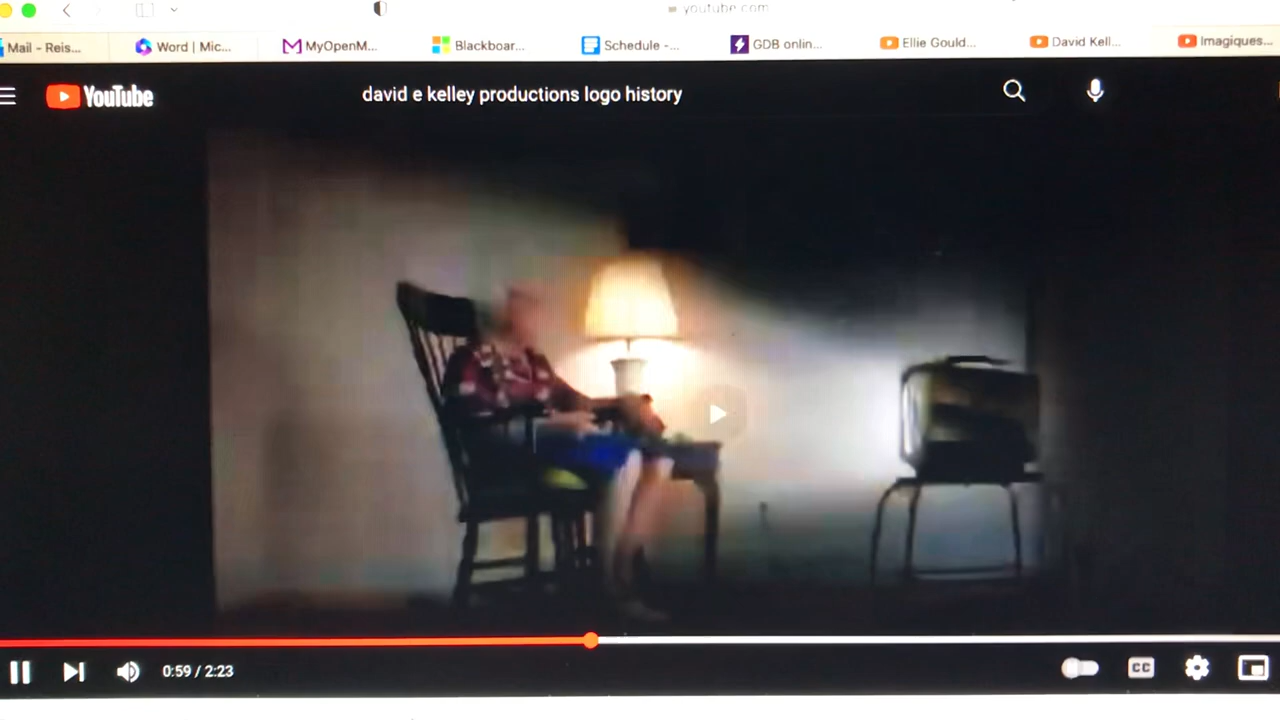 youtube.com
Mail - Reis... Word | Mic... MyOpenM... Blackboar... Schedule -... GDB onlin... Ellie Gould... David Kell... Imagiques...
YouTube david e kelley productions logo history
0:59 / 2:23 CC